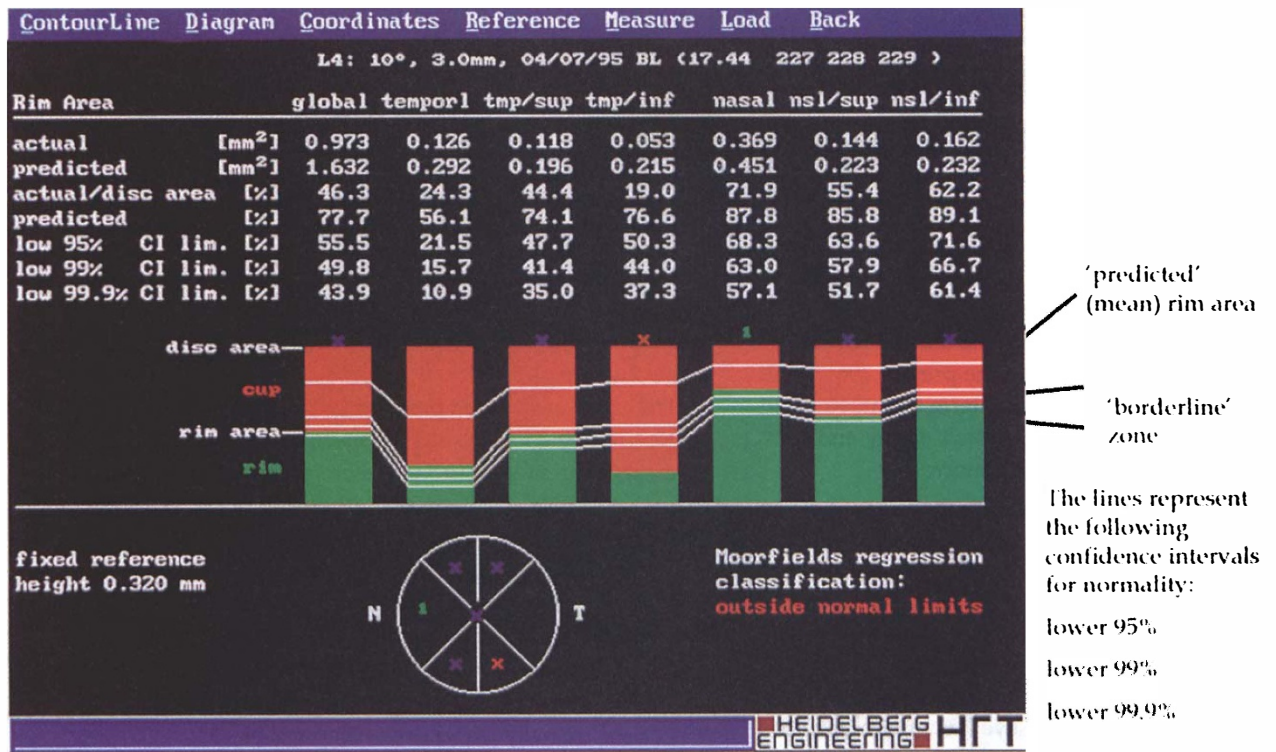 ContourLine Diagram Coordinates Reference Measure Load Back
L4: 10°, 3.0mm, 04/07/95 BL (17.44 227 228 229 )
Rim Area global temporl tmp/sup tmp/inf nasal nsl/sup nsl/inf
actual [mm²] 0.973 0.126 0.118 0.053 0.369 0.144 0.162
predicted [mm²] 1.632 0.292 0.196 0.215 0.451 0.223 0.232
actual/disc area [%] 46.3 24.3 44.4 19.0 71.9 55.4 62.2
predicted [%] 77.7 56.1 74.1 76.6 87.8 85.8 89.1
low 95% CI lim. [%] 55.5 21.5 47.7 50.3 68.3 63.6 71.6
low 99% CI lim. [%] 49.8 15.7 41.4 44.0 63.0 57.9 66.7
low 99.9% CI lim. [%] 43.9 10.9 35.0 37.3 57.1 51.7 61.4
x x x 1 x x
disc area
cup
rim area
rim
fixed reference
height 0.320 mm
x x
N 1 x T
x x
Moorfields regression
classification:
outside normal limits
HEIDELBERG
ENGINEERING HRT
'predicted'
(mean) rim area
'borderline'
zone
The lines represent
the following
confidence intervals
for normality:
lower 95%
lower 99%
lower 99.9%